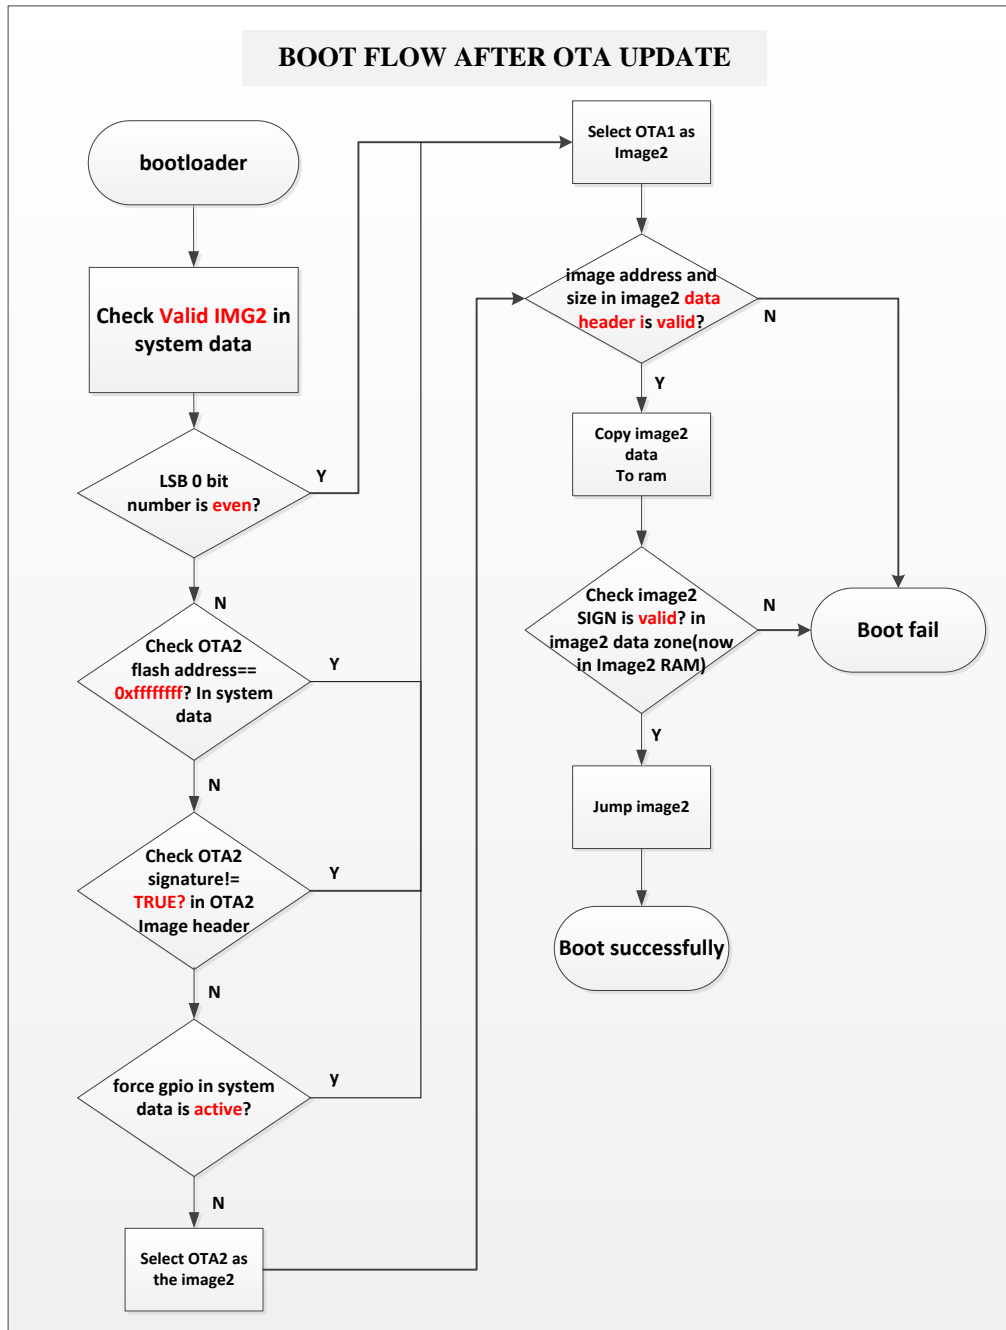 BOOT FLOW AFTER OTA UPDATE
bootloader
Check Valid IMG2 in
system data
LSB 0 bit
number is even?
Y
N
Check OTA2
flash address==
0xffffffff? In system
data
Y
N
Check OTA2
signature!=
TRUE? in OTA2
Image header
Y
N
force gpio in system
data is active?
y
N
Select OTA2 as
the image2
Select OTA1 as
Image2
image address and
size in image2 data
header is valid?
N
Y
Copy image2
data
To ram
Check image2
SIGN is valid? in
image2 data zone(now
in Image2 RAM)
N
Boot fail
Y
Jump image2
Boot successfully